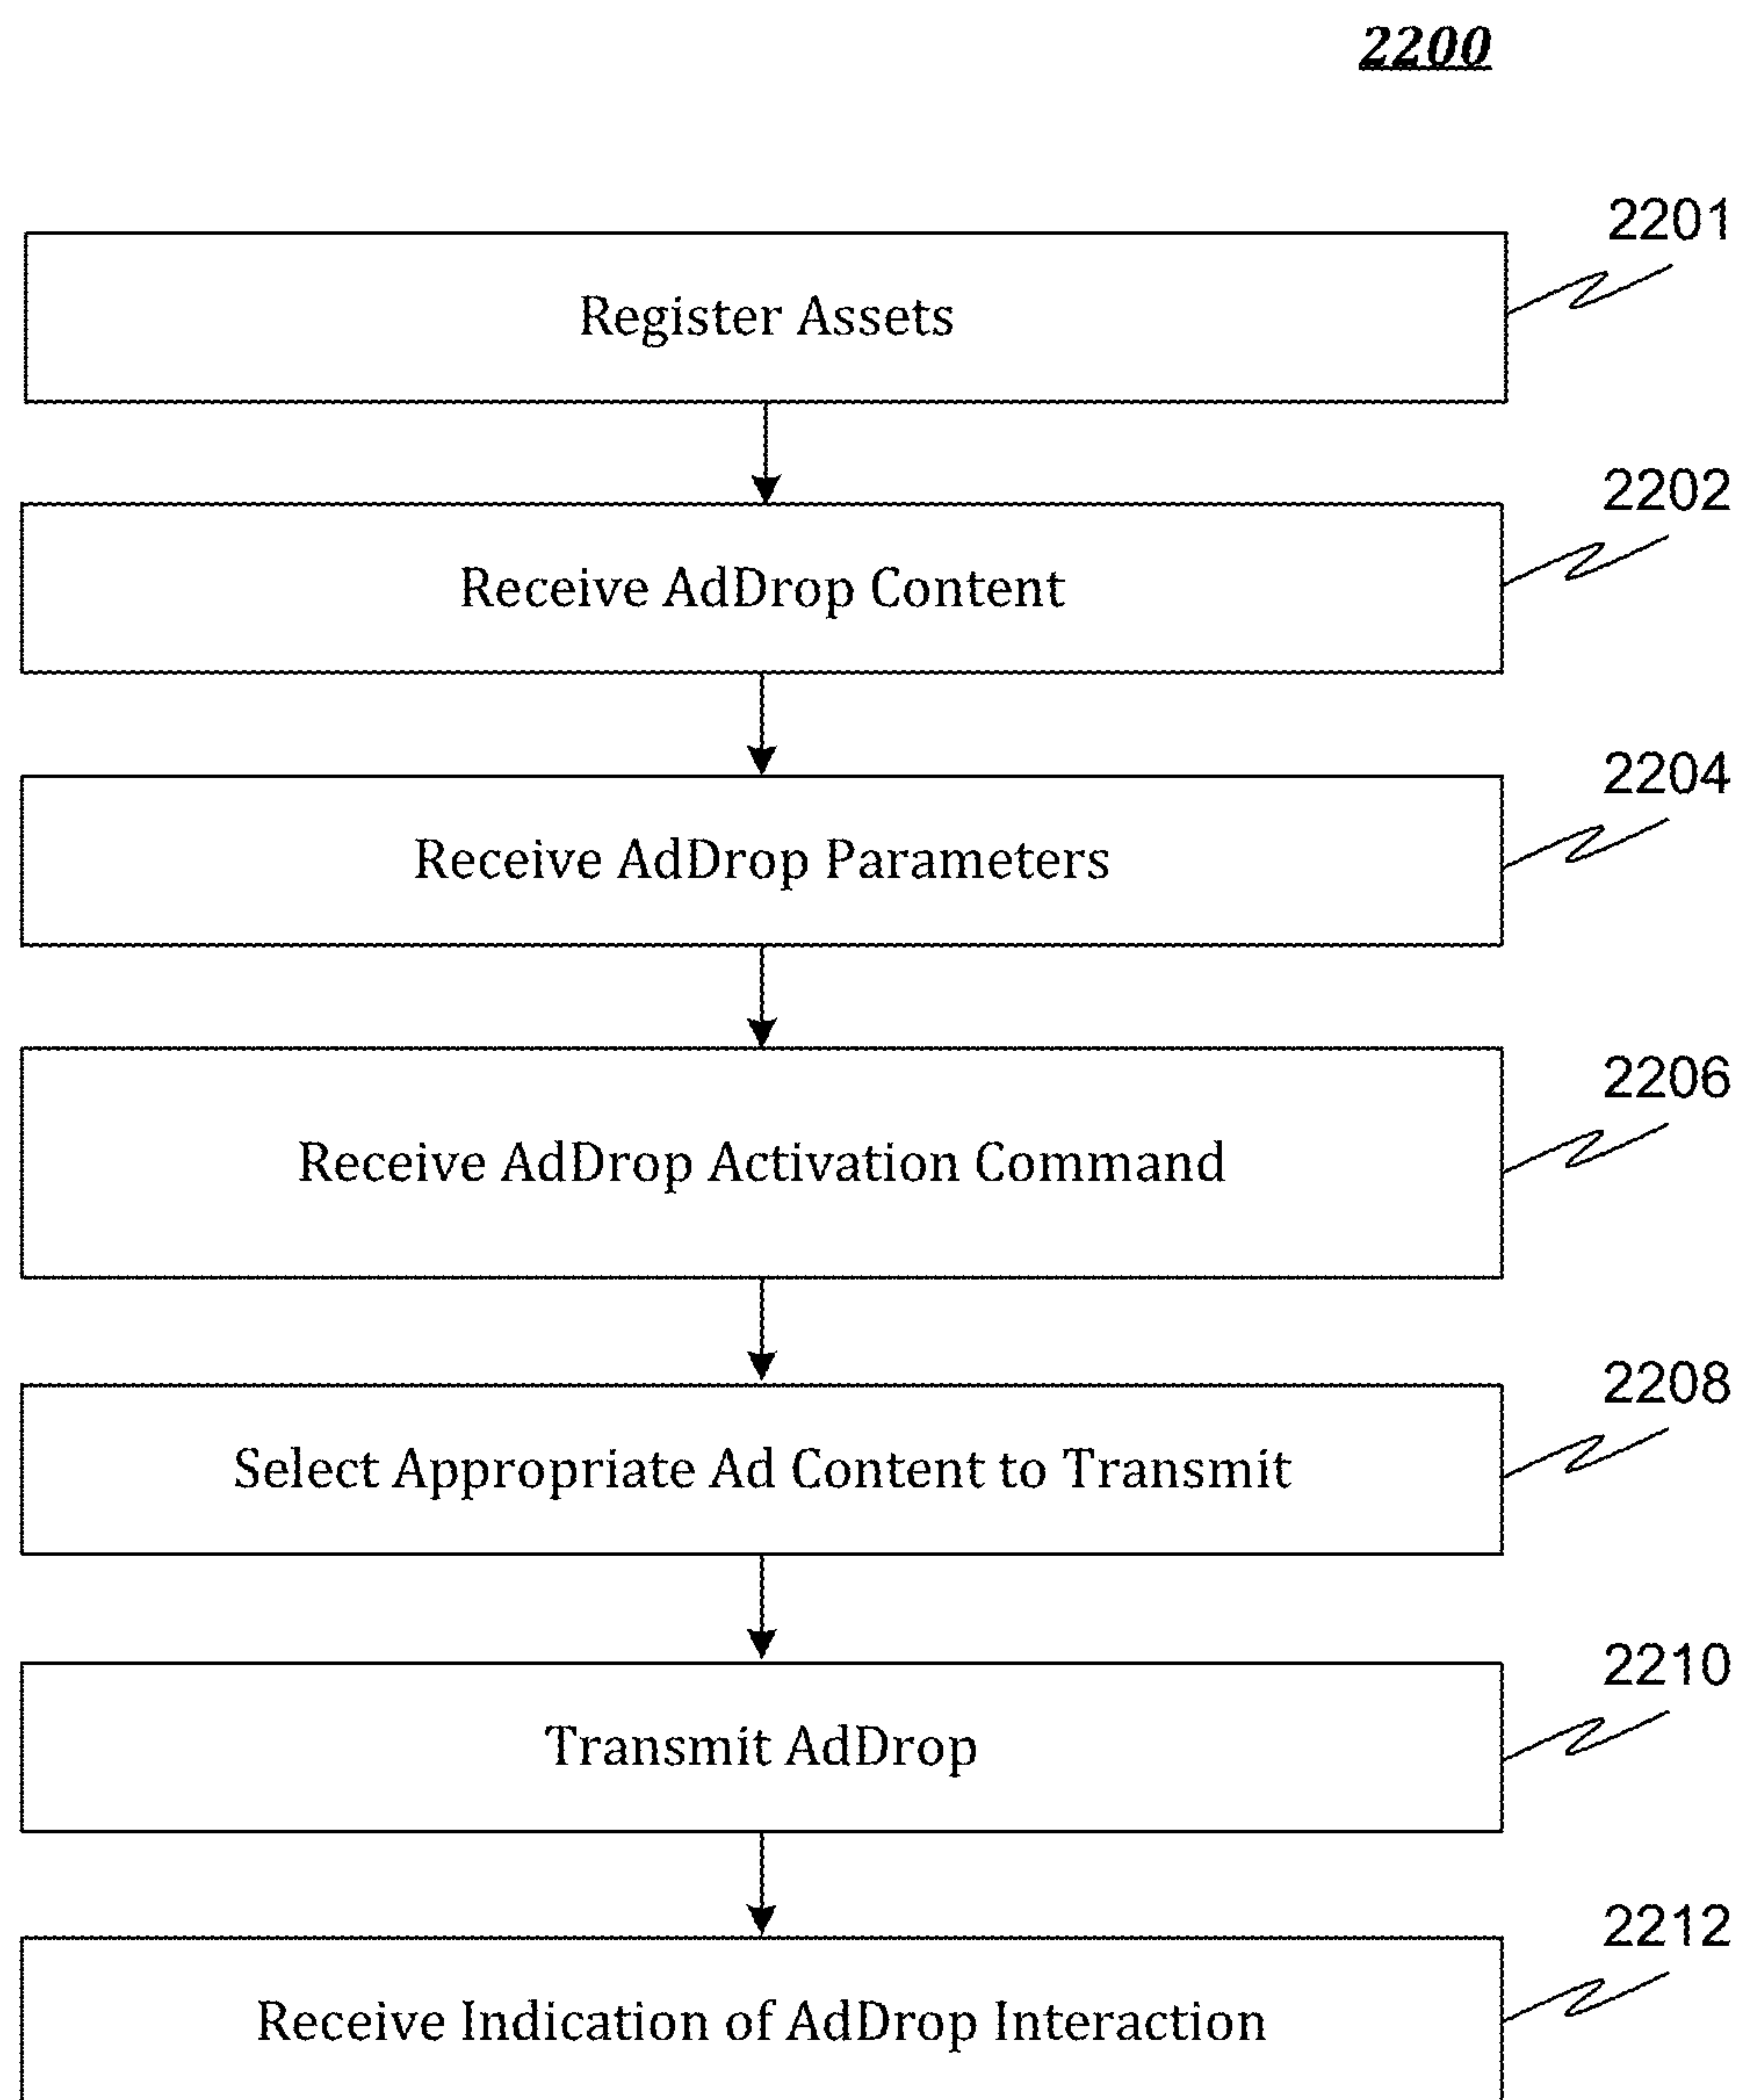 2200
2201
Register Assets
2202
Receive AdDrop Content
2204
Receive AdDrop Parameters
2206
Receive AdDrop Activation Command
2208
Select Appropriate Ad Content to Transmit
2210
Transmit AdDrop
2212
Receive Indication of AdDrop Interaction